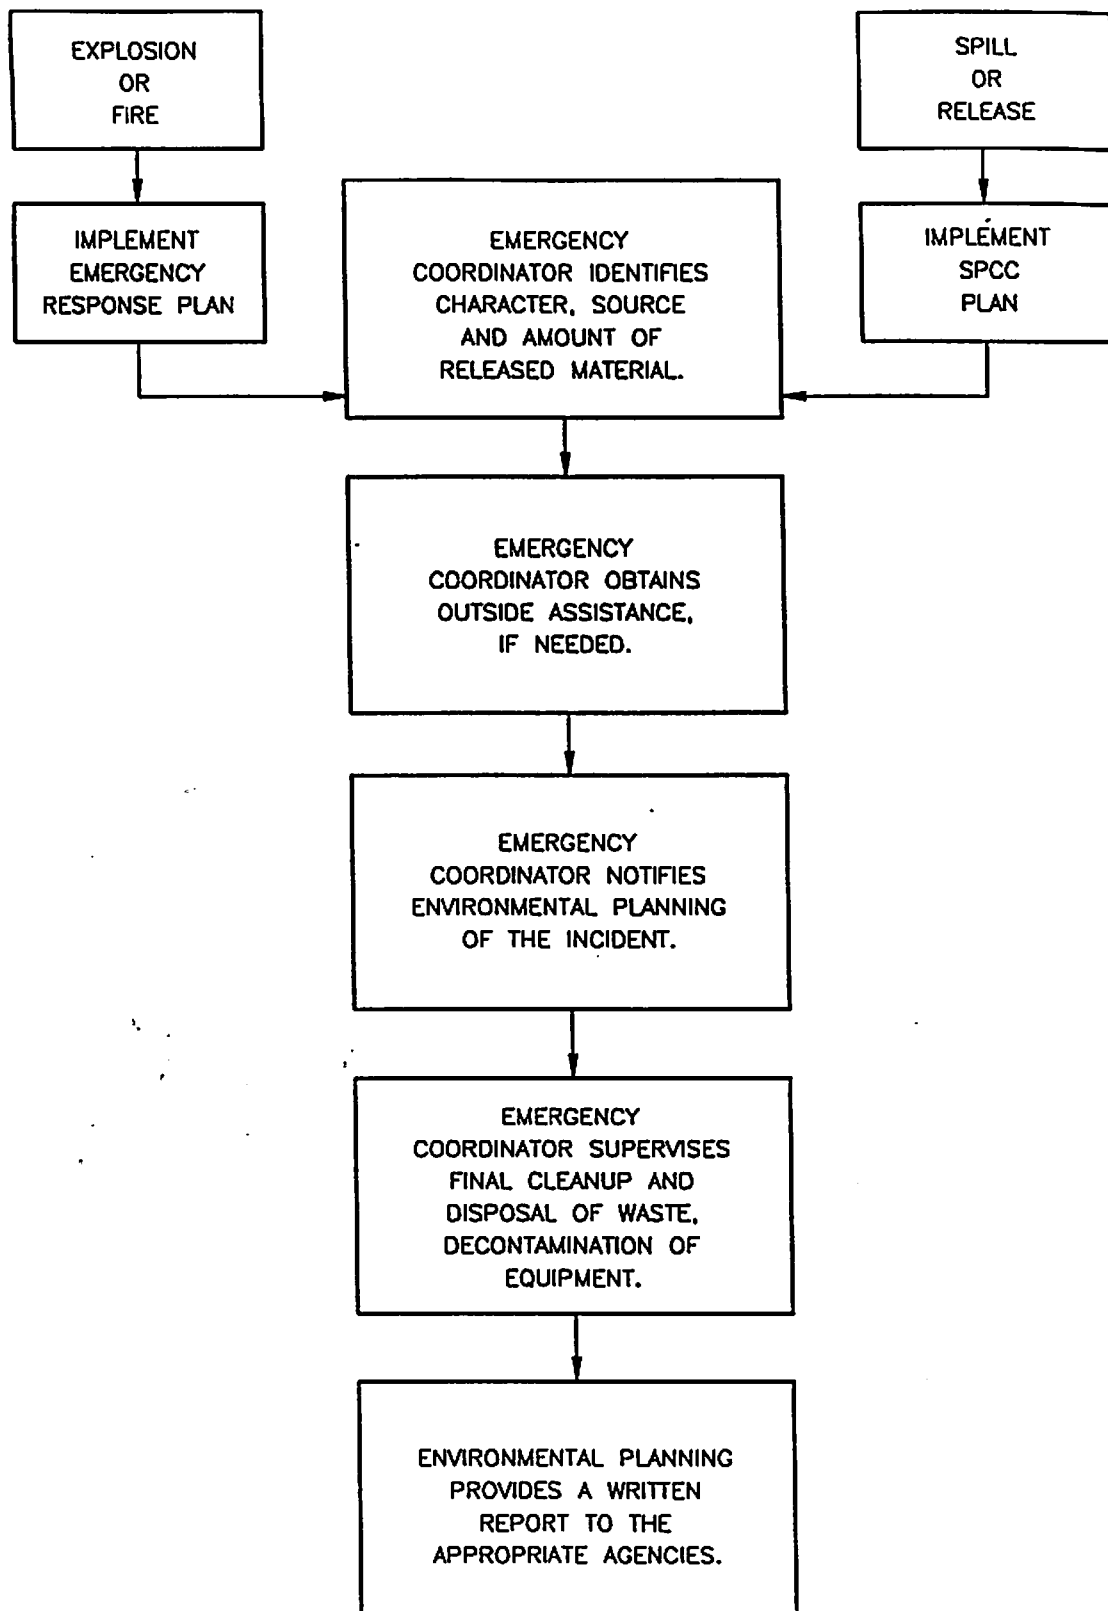 EXPLOSION
OR
FIRE
SPILL
OR
RELEASE
IMPLEMENT
EMERGENCY
RESPONSE PLAN
IMPLEMENT
SPCC
PLAN
EMERGENCY
COORDINATOR IDENTIFIES
CHARACTER, SOURCE
AND AMOUNT OF
RELEASED MATERIAL.
EMERGENCY
COORDINATOR OBTAINS
OUTSIDE ASSISTANCE,
IF NEEDED.
EMERGENCY
COORDINATOR NOTIFIES
ENVIRONMENTAL PLANNING
OF THE INCIDENT.
EMERGENCY
COORDINATOR SUPERVISES
FINAL CLEANUP AND
DISPOSAL OF WASTE,
DECONTAMINATION OF
EQUIPMENT.
ENVIRONMENTAL PLANNING
PROVIDES A WRITTEN
REPORT TO THE
APPROPRIATE AGENCIES.